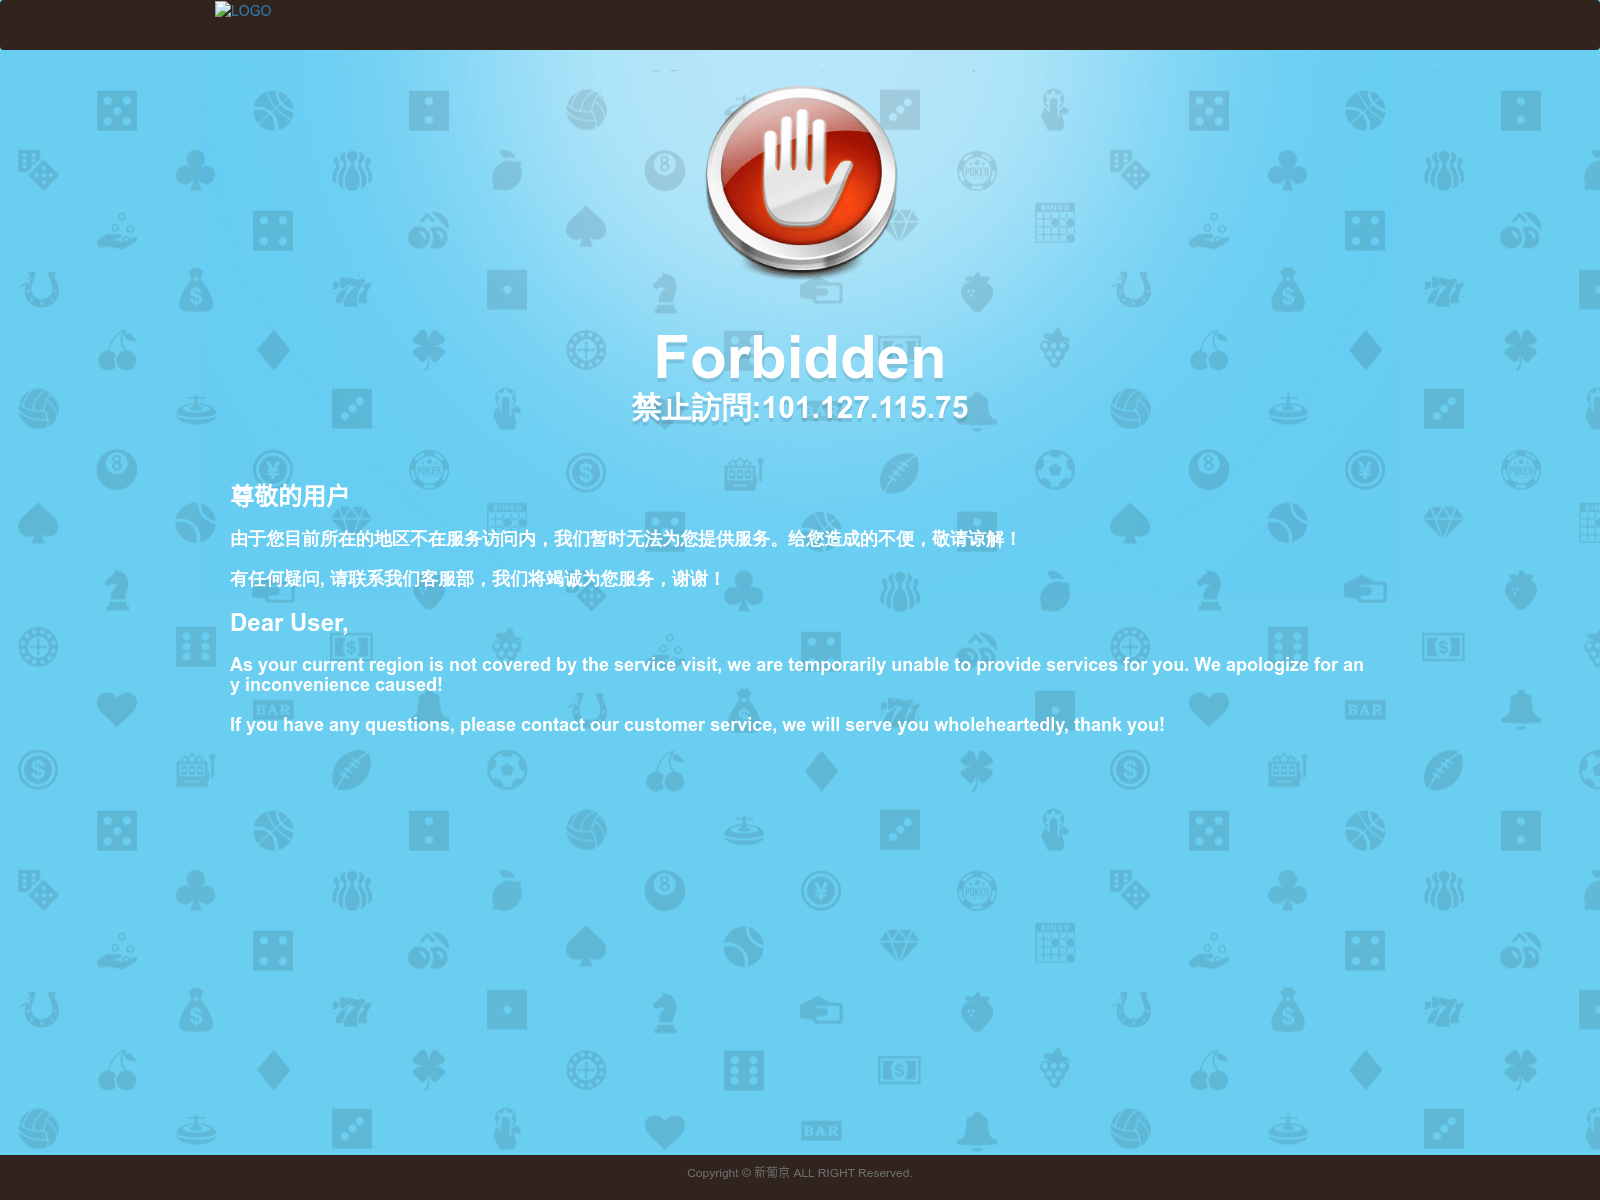 LOGO
Forbidden
禁止訪問:101.127.115.75
尊敬的用户
由于您目前所在的地区不在服务访问内，我们暂时无法为您提供服务。给您造成的不便，敬请谅解！
有任何疑问, 请联系我们客服部，我们将竭诚为您服务，谢谢！
Dear User,
As your current region is not covered by the service visit, we are temporarily unable to provide services for you. We apologize for an
y inconvenience caused!
If you have any questions, please contact our customer service, we will serve you wholeheartedly, thank you!
Copyright © 新葡京 ALL RIGHT Reserved.